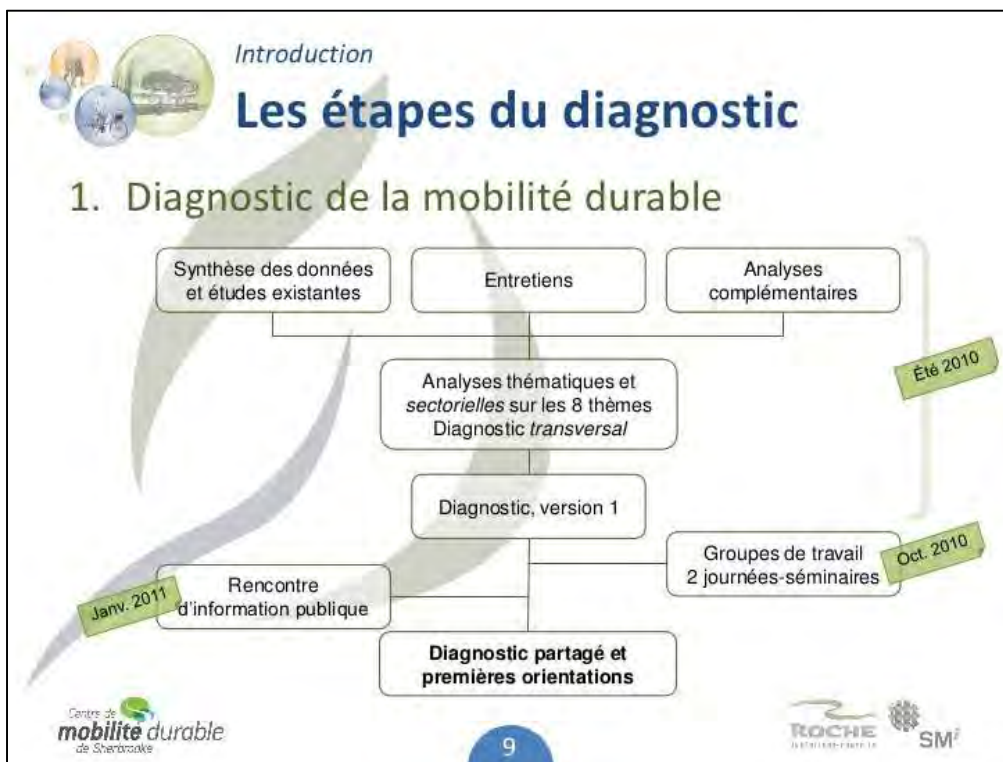 Introduction
Les étapes du diagnostic
1. Diagnostic de la mobilité durable
Synthèse des données
et études existantes
Entretiens
Analyses
complémentaires
Été 2010
Analyses thématiques et
sectorielles sur les 8 thèmes
Diagnostic transversal
Diagnostic, version 1
Groupes de travail
2 journées-séminaires
Oct. 2010
Janv. 2011
Rencontre
d'information publique
Diagnostic partagé et
premières orientations
Centre de
mobilité durable
de Sherbrooke
9
ROCHE
SMi